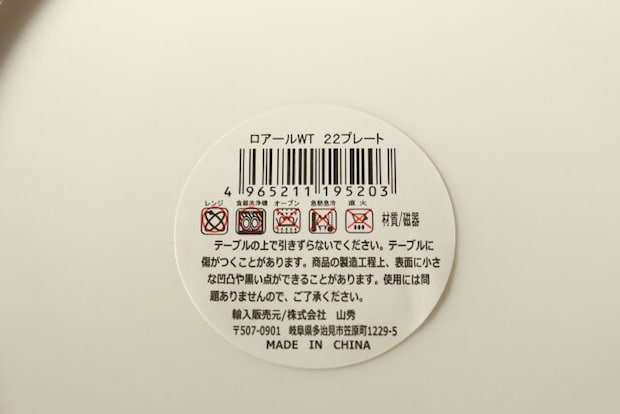 ロアールWT 22プレート
4 965211 195203
レンジ 食器洗浄機 オーブン 急熱急冷 直火 材質/磁器
テーブルの上で引きずらないでください。テーブルに
傷がつくことがあります。商品の製造工程上、表面に小さ
な凹凸や黒い点ができることがあります。使用には問
題ありませんので、ご了承ください。
輸入販売元/株式会社 山秀
〒507-0901 岐阜県多治見市笠原町1229-5
MADE IN CHINA